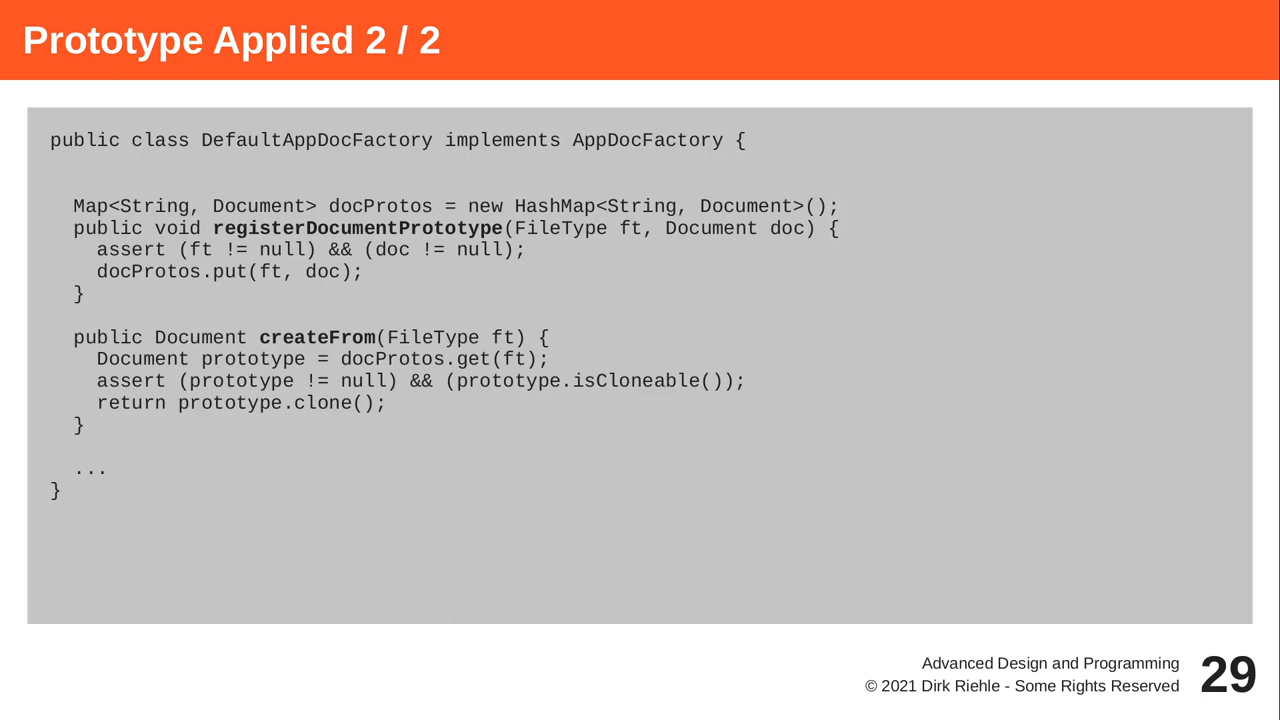 Prototype Applied 2 / 2
public class DefaultAppDocFactory implements AppDocFactory {
Map<String, Document> docProtos = new HashMap<String, Document>();
public void registerDocumentPrototype(FileType ft, Document doc) {
assert (ft != null) && (doc != null);
docProtos.put(ft, doc);
}
public Document createFrom(FileType ft) {
Document prototype = docProtos.get(ft);
assert (prototype != null) && (prototype.isCloneable());
return prototype.clone();
}
...
}
Advanced Design and Programming
© 2021 Dirk Riehle - Some Rights Reserved
29